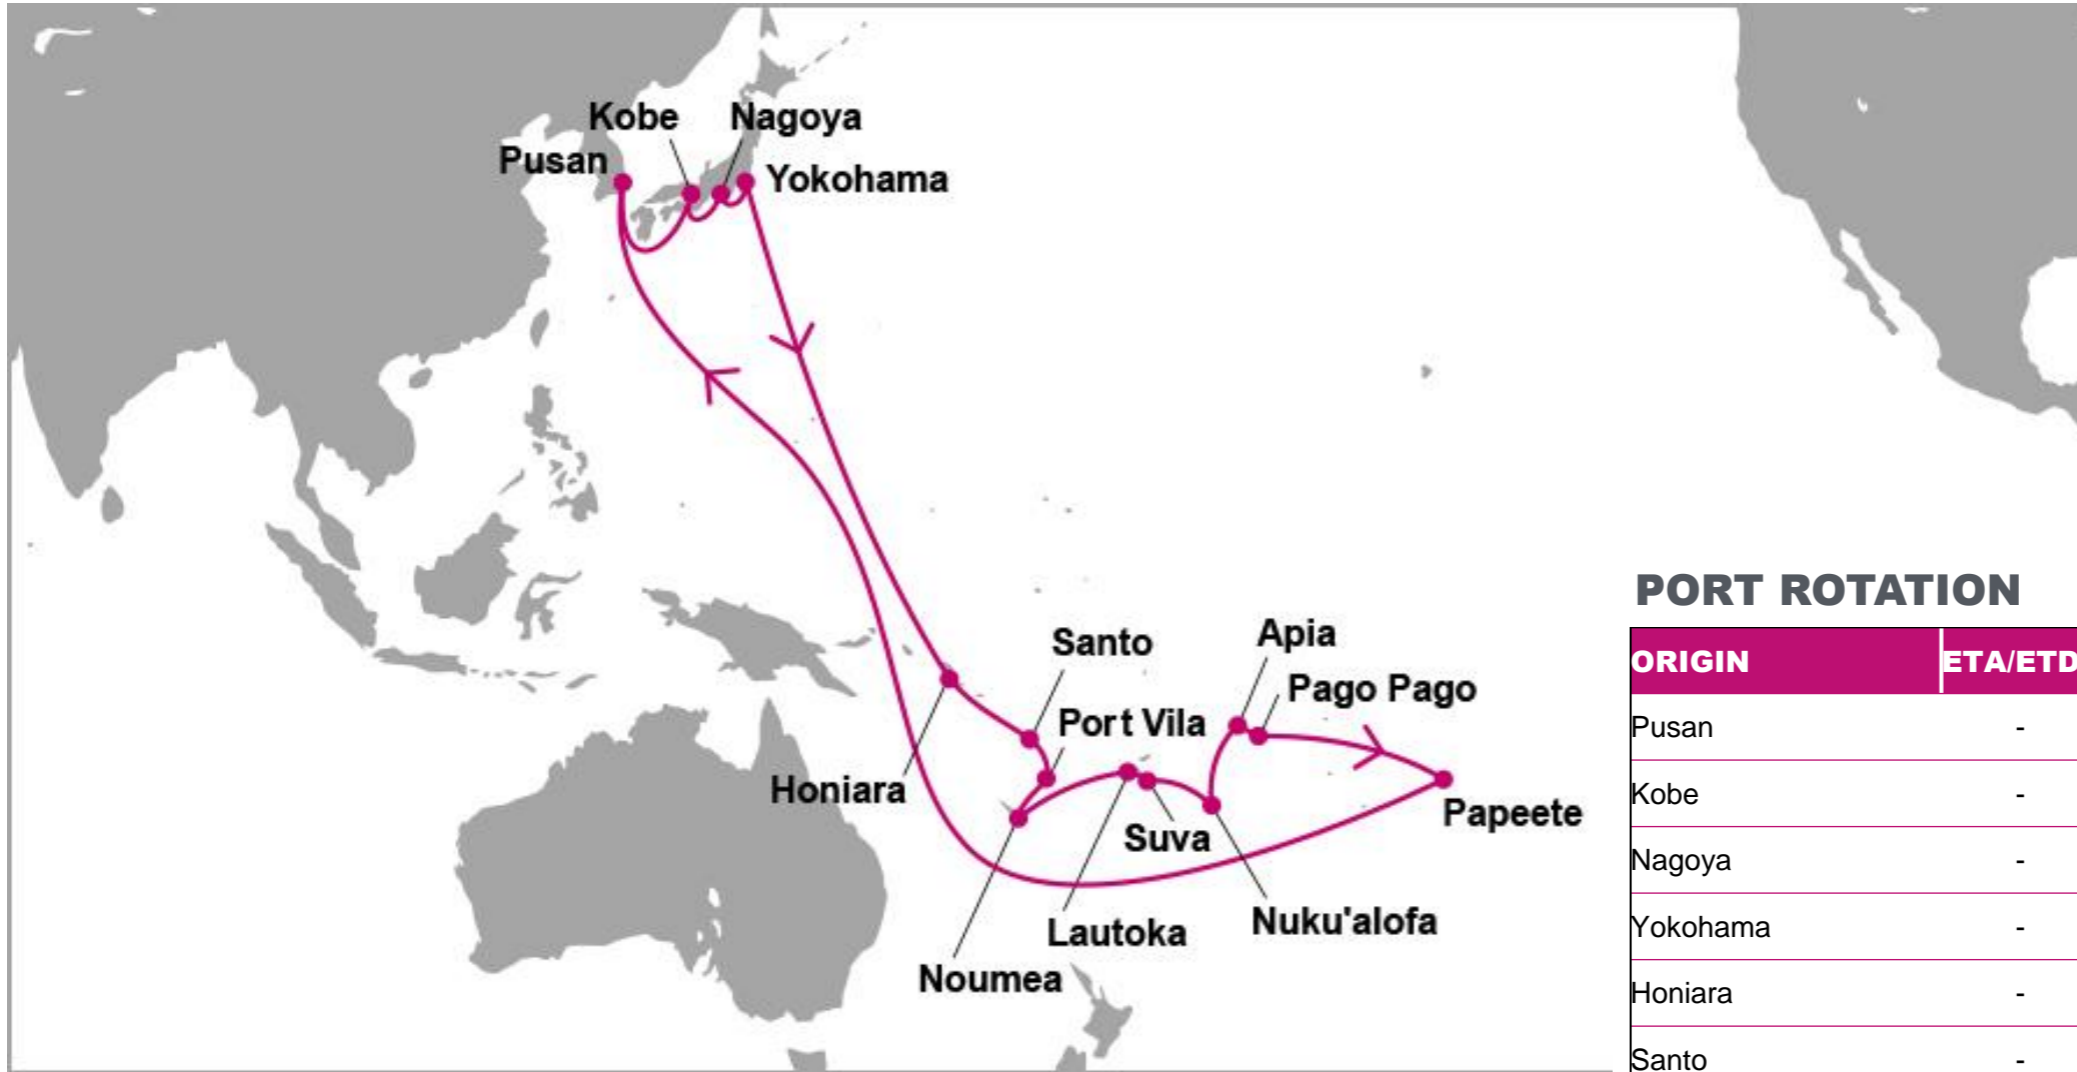 Kobe
Nagoya
Pusan
Yokohama
Santo
Apia
Pago Pago
Port Vila
Honiara
Papeete
Suva
Lautoka
Nuku'alofa
Noumea
PORT ROTATION
ORIGIN ETA/ETD
Pusan -
Kobe -
Nagoya -
Yokohama -
Honiara -
Santo -